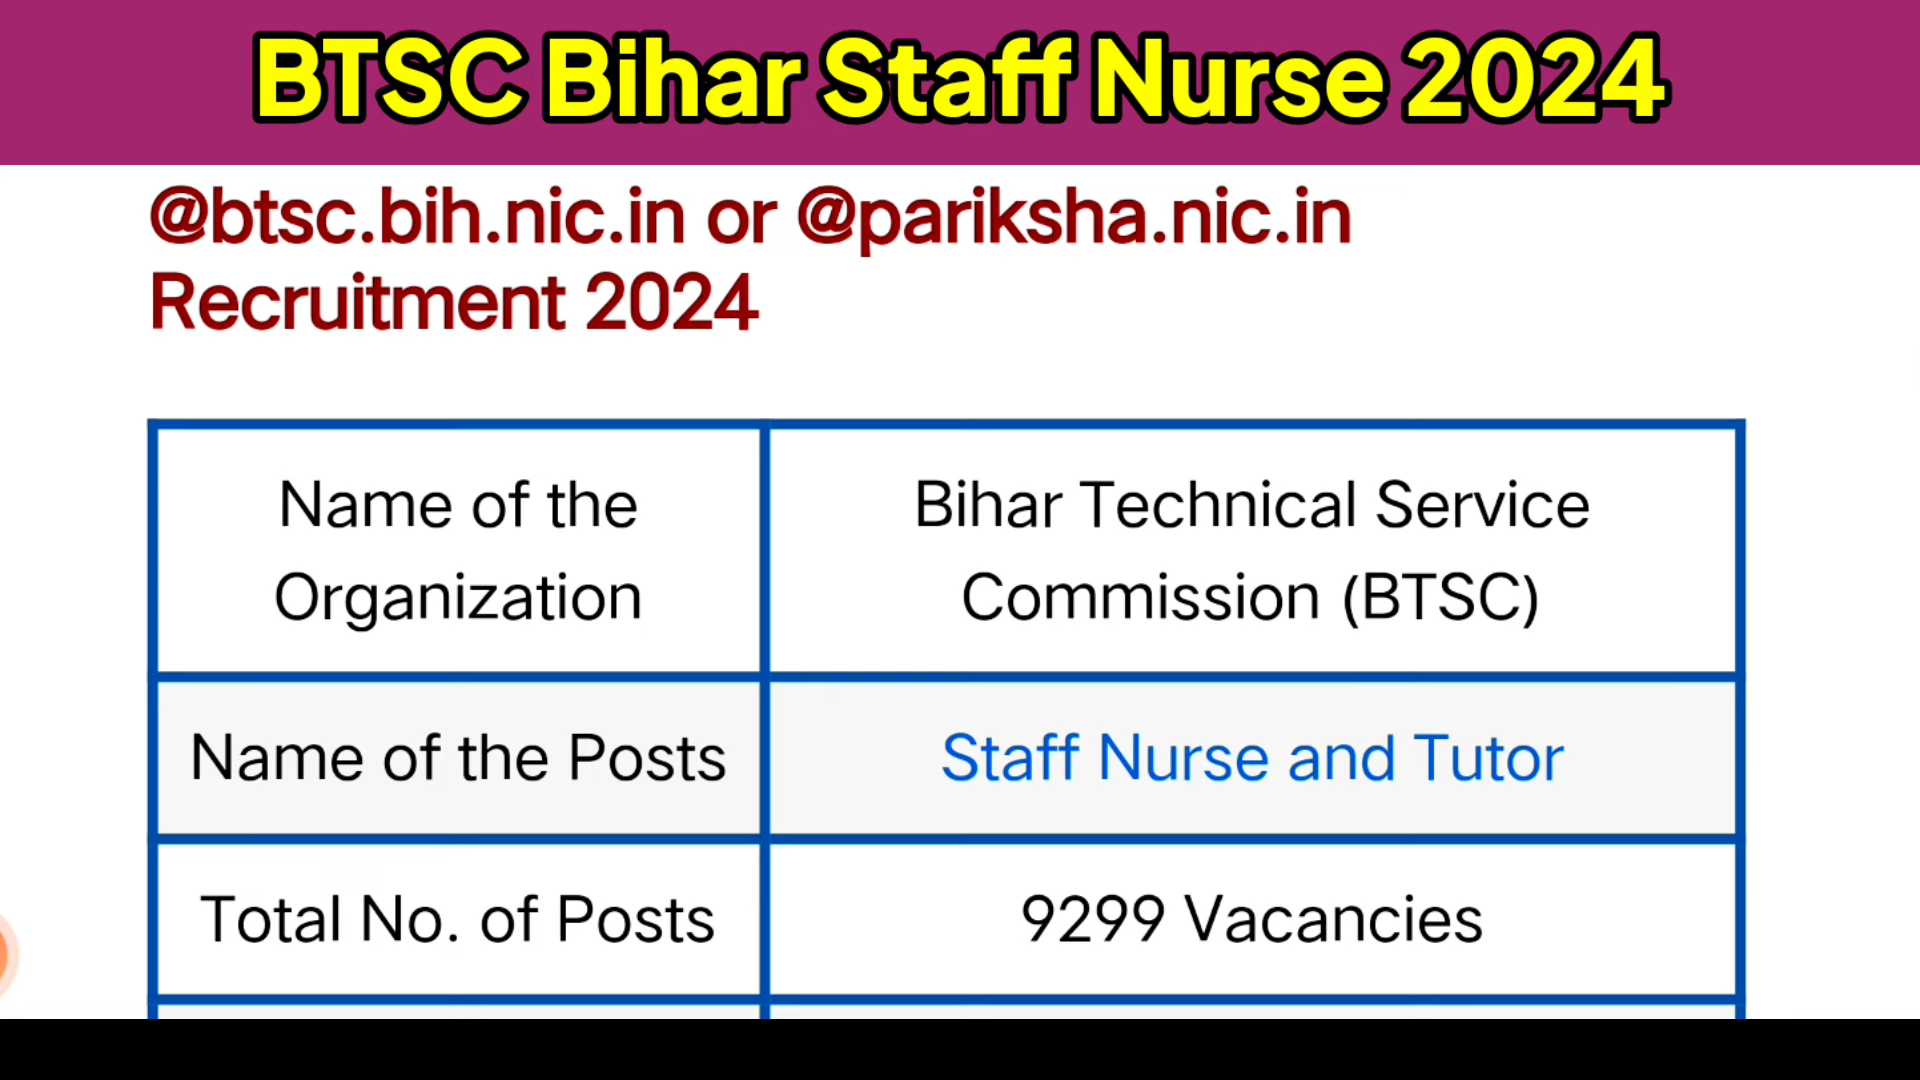 BTSC Bihar Staff Nurse 2024
@btsc.bih.nic.in or @pariksha.nic.in
Recruitment 2024
Name of the
Organization
Bihar Technical Service
Commission (BTSC)
Name of the Posts
Staff Nurse and Tutor
Total No. of Posts
9299 Vacancies